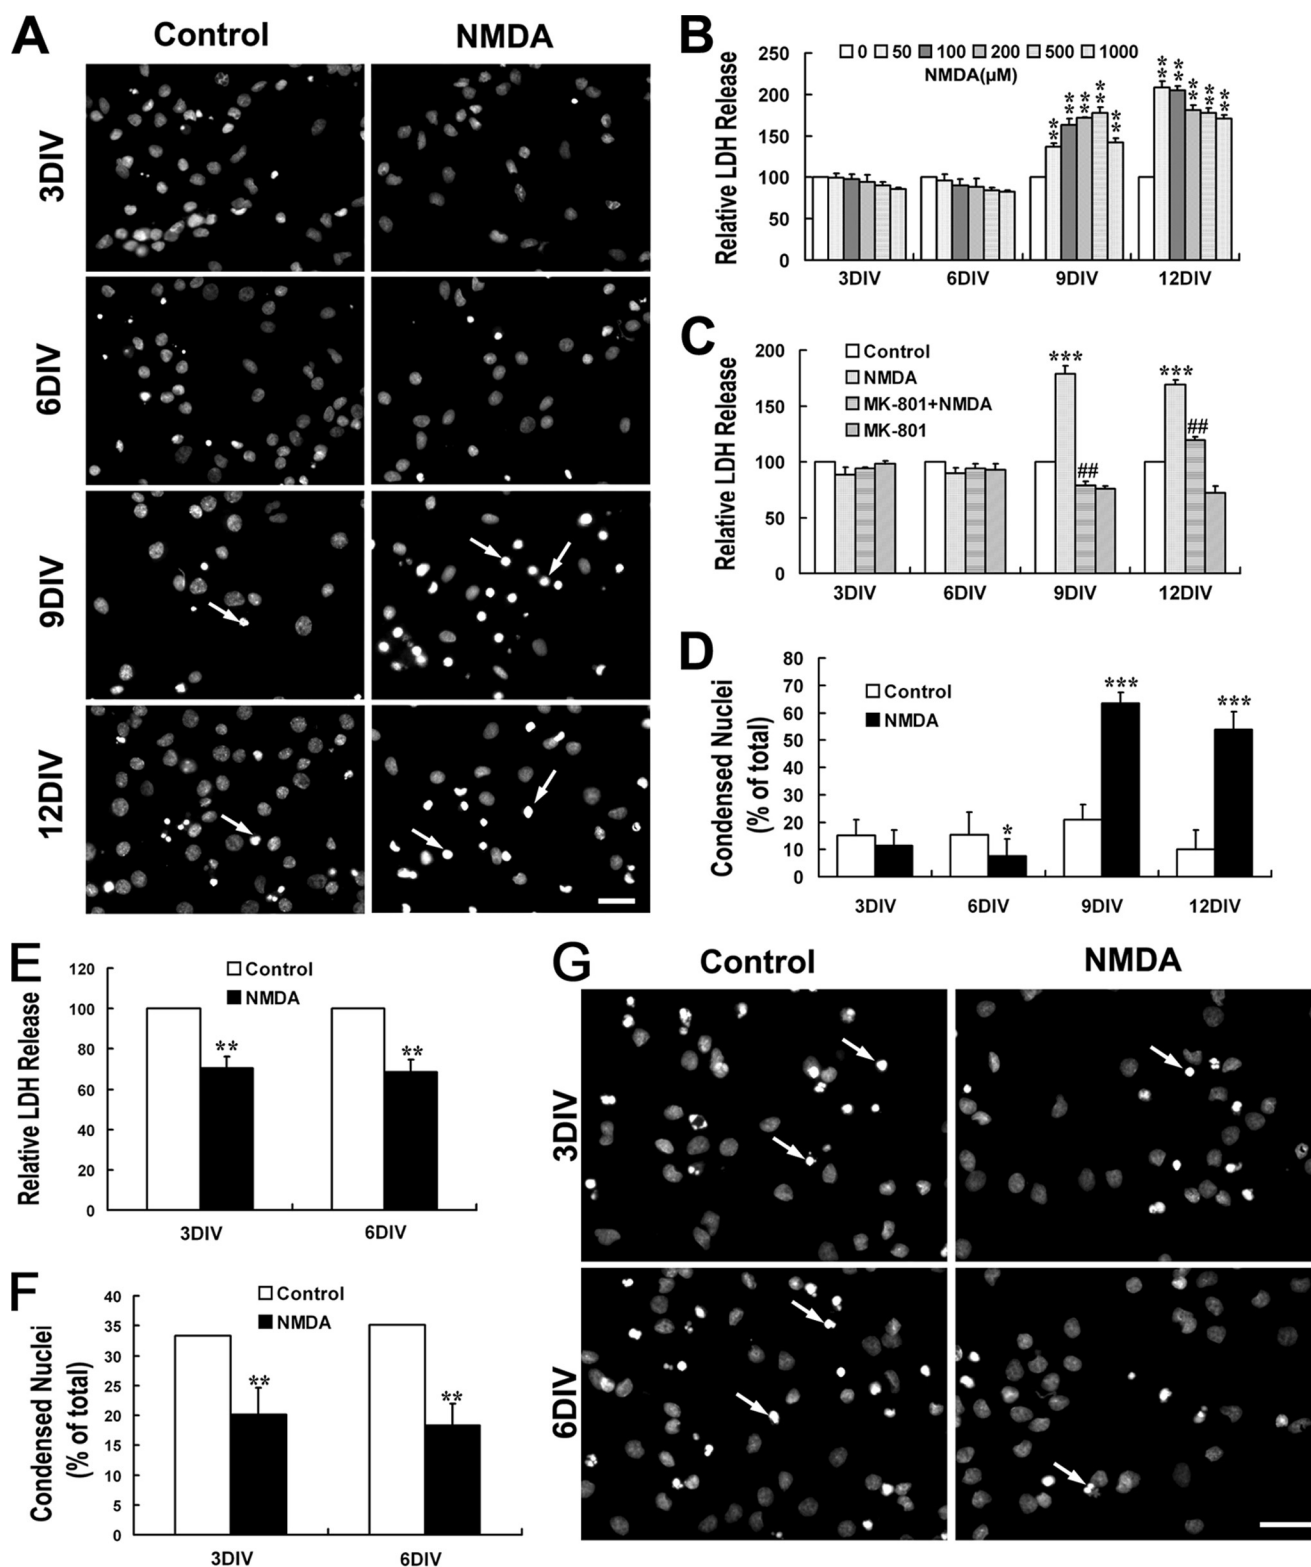 A
Control
NMDA
3DIV
6DIV
9DIV
12DIV
B
Relative LDH Release
250
200
150
100
50
0
0 50 100 200 500 1000
NMDA(µM)
** ** ** ** **
** ** ** ** **
3DIV 6DIV 9DIV 12DIV
C
Relative LDH Release
200
150
100
50
0
Control
NMDA
MK-801+NMDA
MK-801
*** ***
## ##
3DIV 6DIV 9DIV 12DIV
D
Condensed Nuclei
(% of total)
80
70
60
50
40
30
20
10
0
Control
NMDA
* *** ***
3DIV 6DIV 9DIV 12DIV
E
Relative LDH Release
120
100
80
60
40
20
0
Control
NMDA
** **
3DIV 6DIV
F
Condensed Nuclei
(% of total)
40
35
30
25
20
15
10
5
0
Control
NMDA
** **
3DIV 6DIV
G
Control
NMDA
3DIV
6DIV